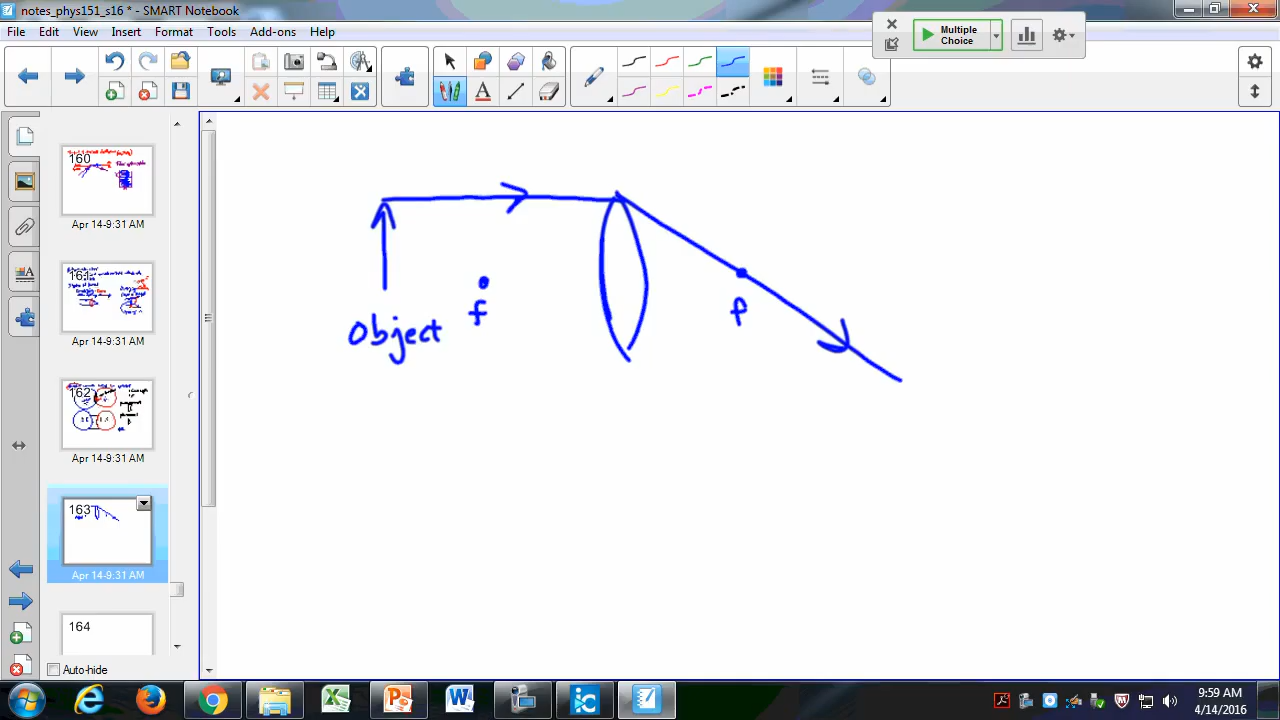 notes_phys151_s16 * - SMART Notebook
File Edit View Insert Format Tools Add-ons Help
Multiple
Choice
160
Apr 14-9:31 AM
161
Apr 14-9:31 AM
162
Apr 14-9:31 AM
163
Apr 14-9:31 AM
164
Auto-hide
Object
f
f
9:59 AM
4/14/2016